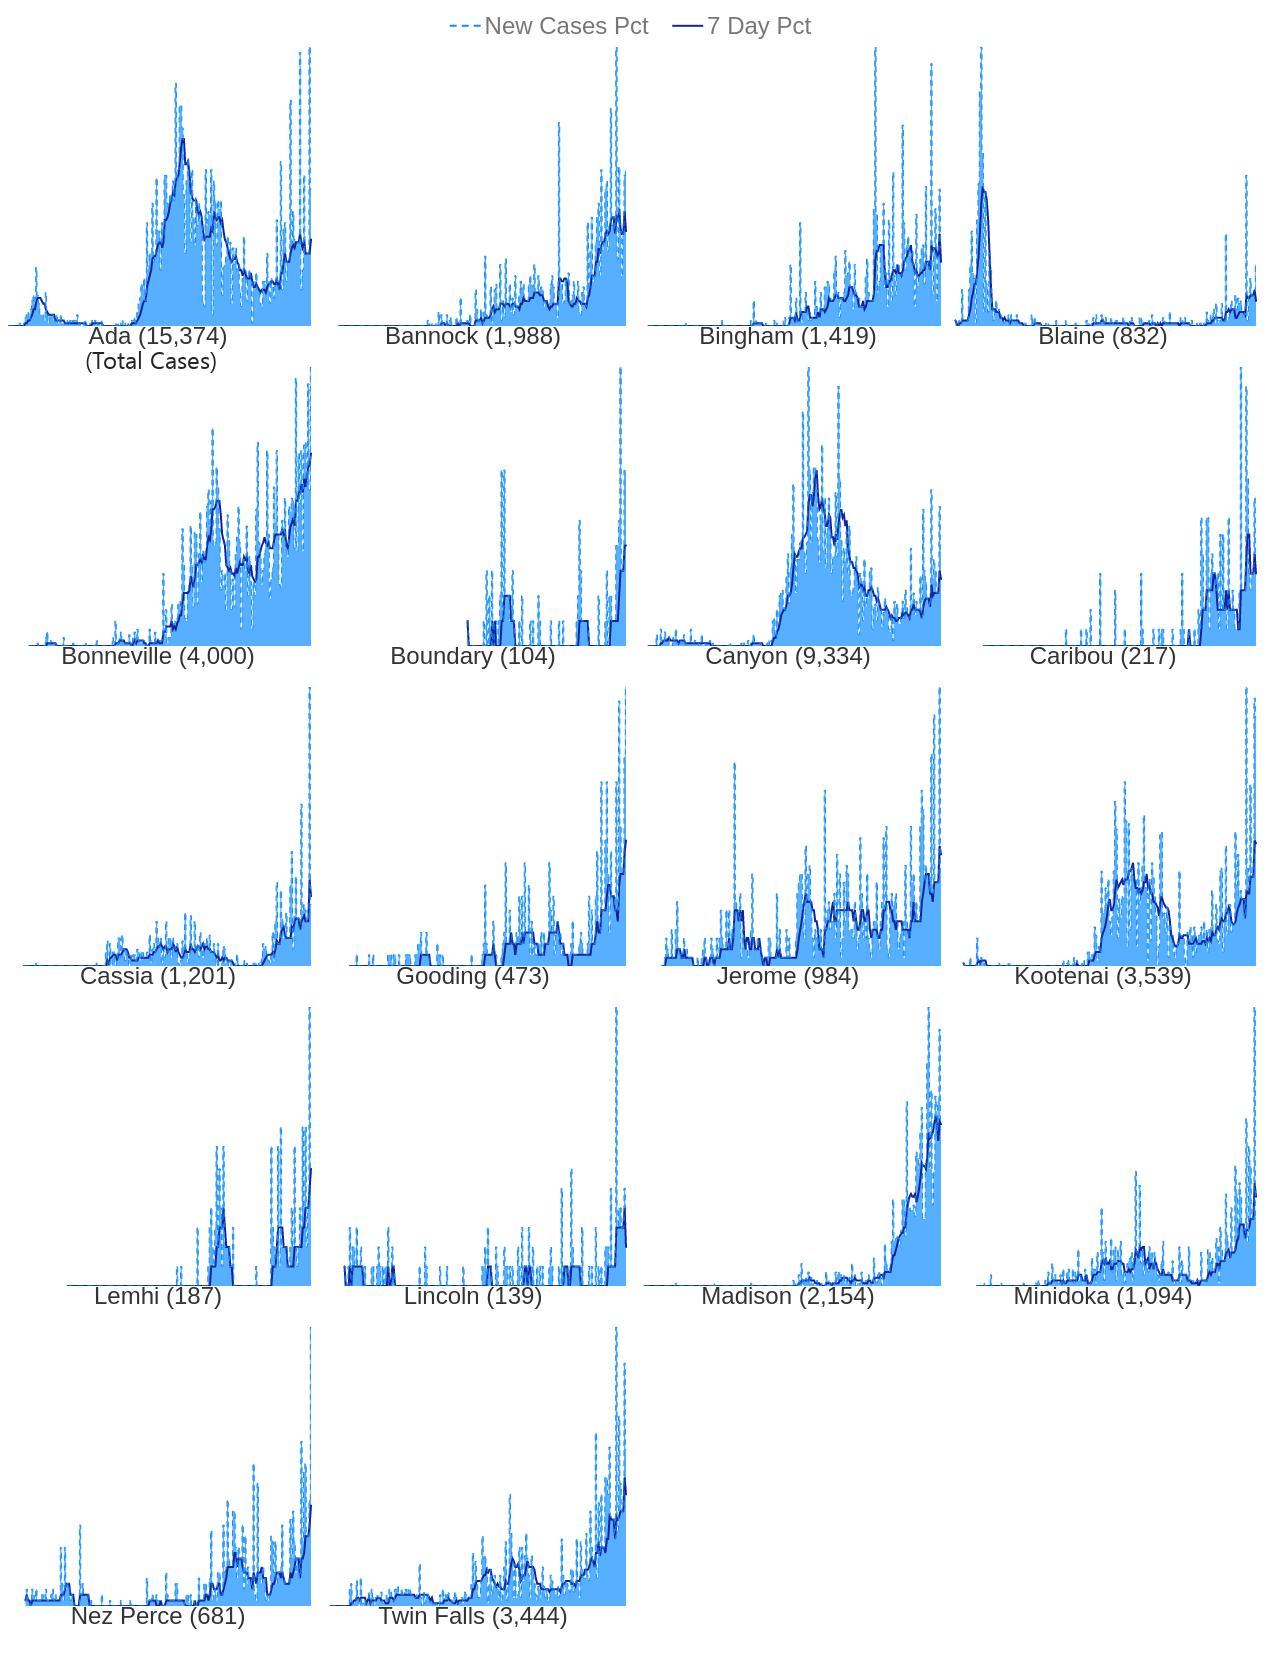 New Cases Pct 7 Day Pct
Ada (15,374) Bannock (1,988) Bingham (1,419) Blaine (832)
(Total Cases)
Bonneville (4,000) Boundary (104) Canyon (9,334) Caribou (217)
Cassia (1,201) Gooding (473) Jerome (984) Kootenai (3,539)
Lemhi (187) Lincoln (139) Madison (2,154) Minidoka (1,094)
Nez Perce (681) Twin Falls (3,444)